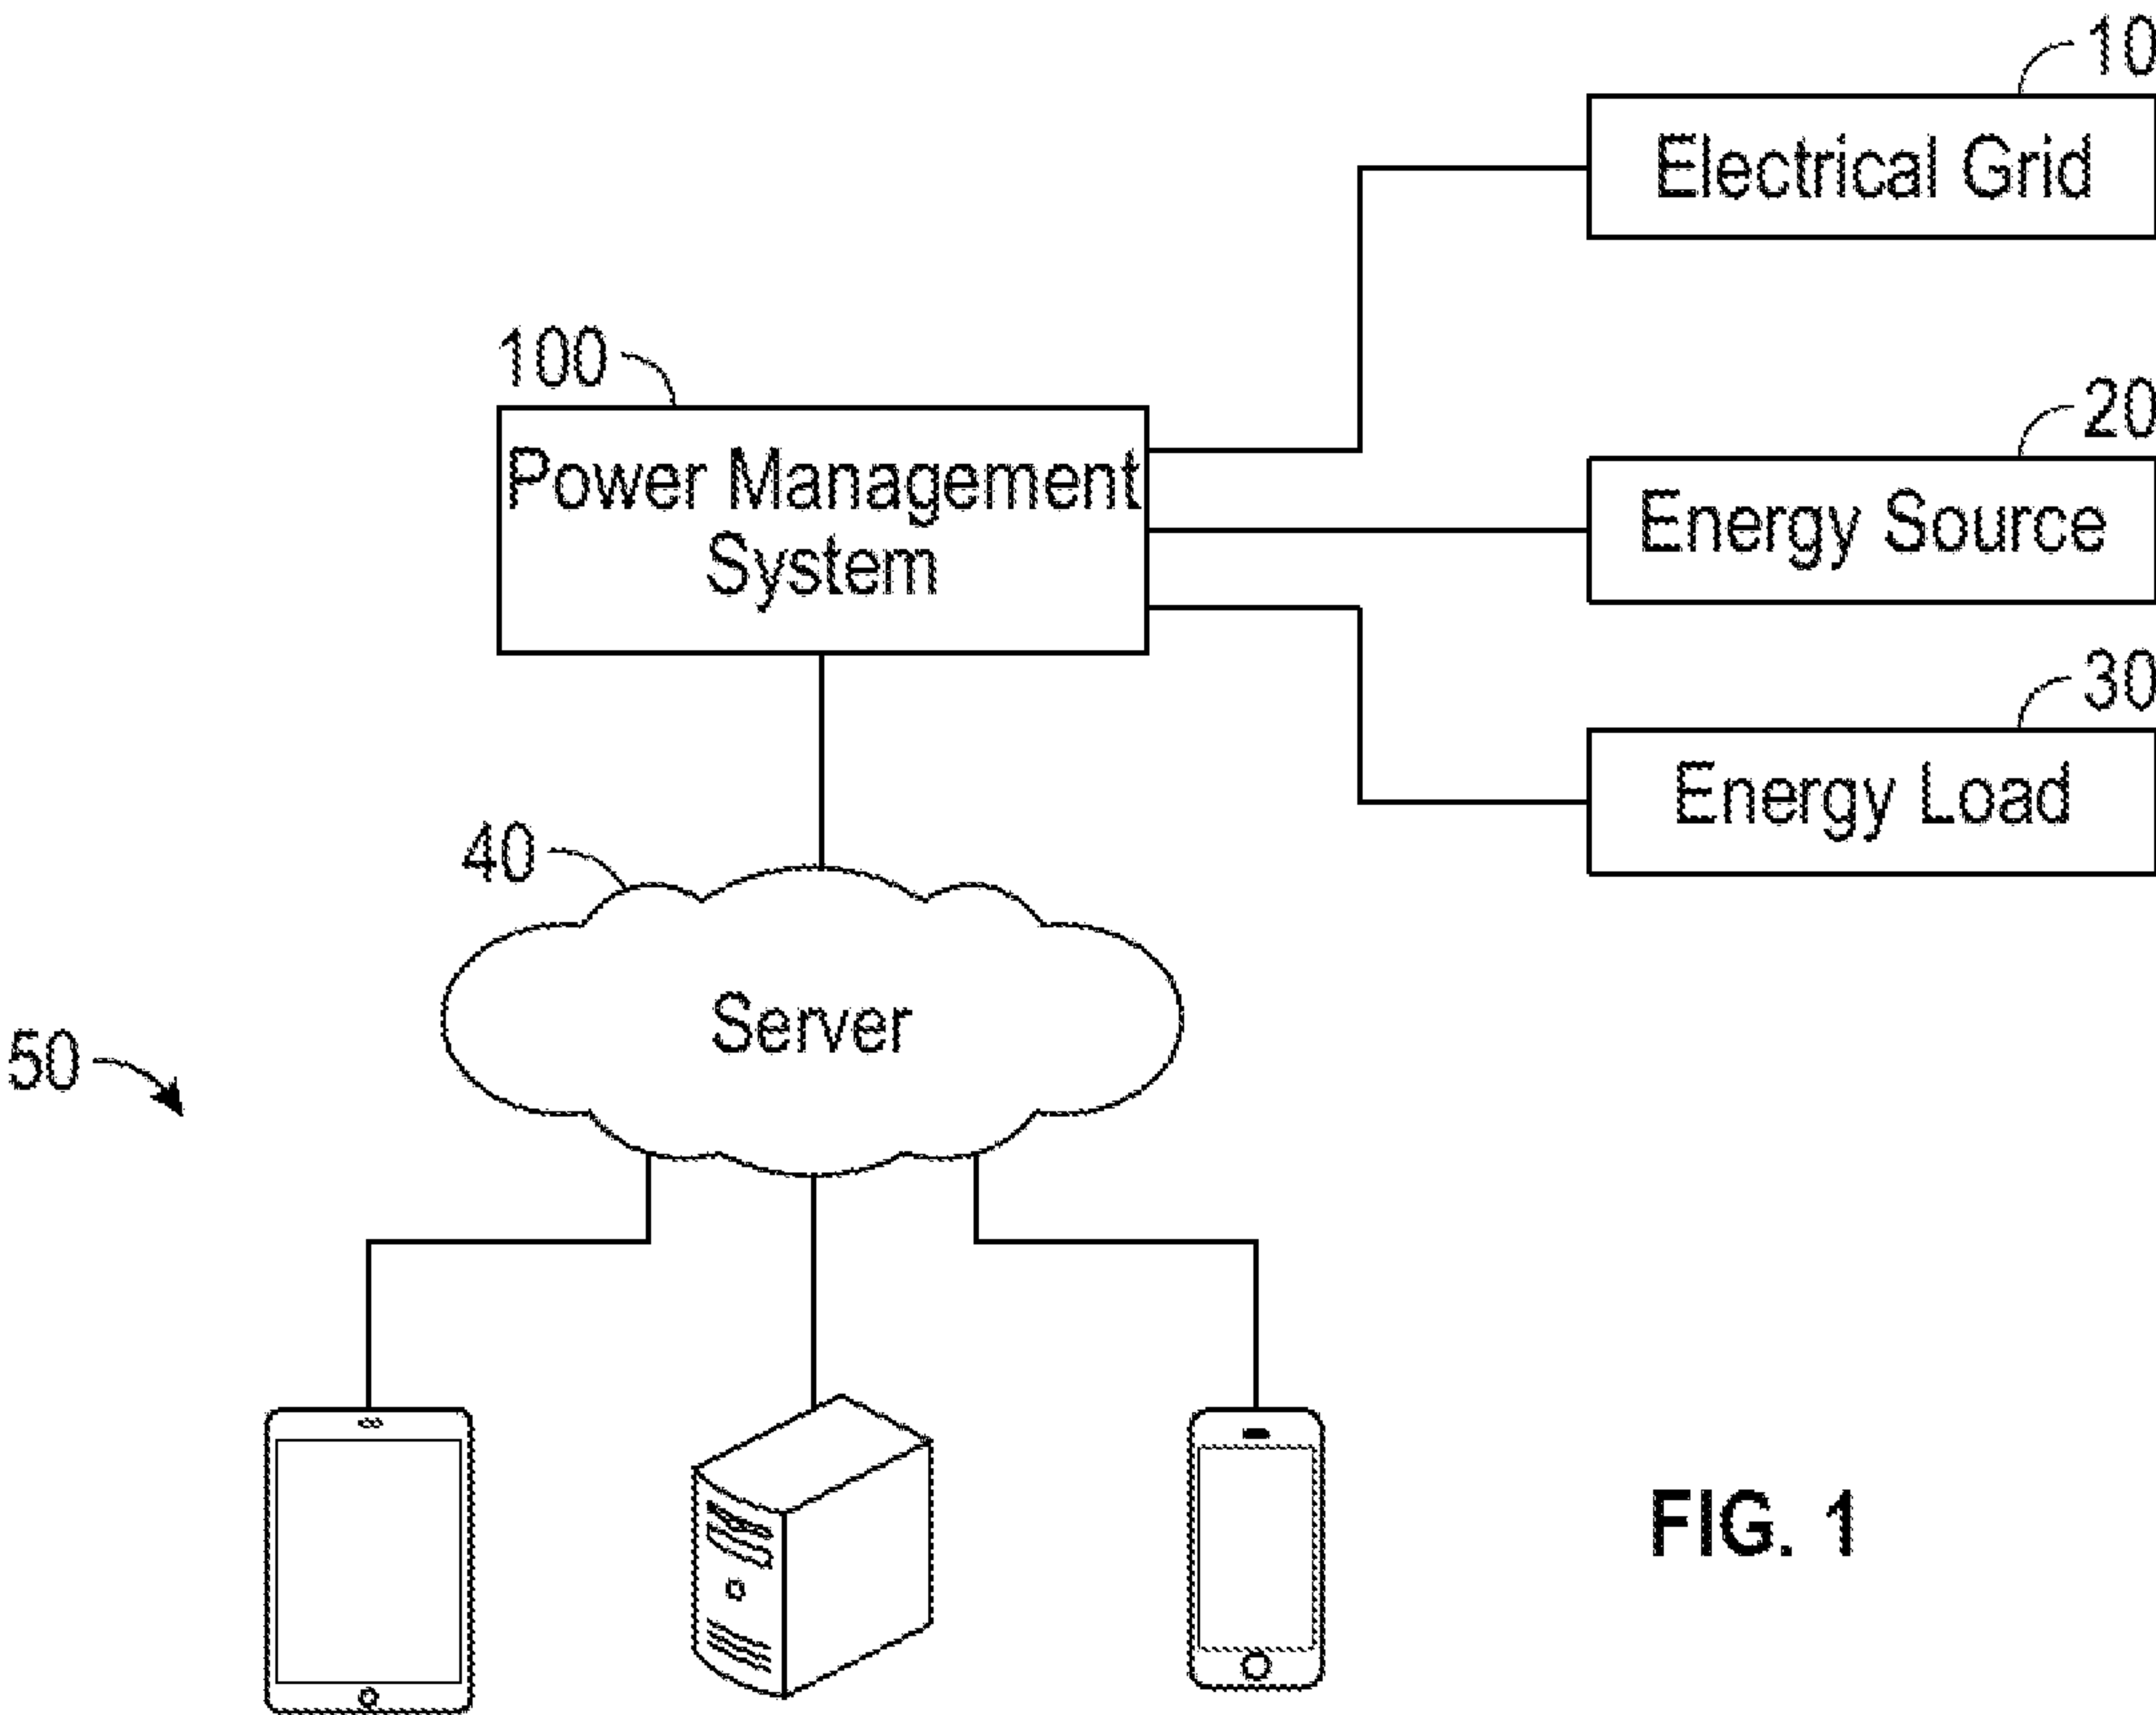 10
Electrical Grid
100
Power Management
System
20
Energy Source
30
Energy Load
40
Server
50
FIG. 1